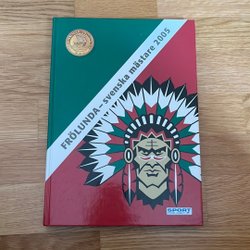 FRÖLUNDA – svenska mästare 2005
SPORT